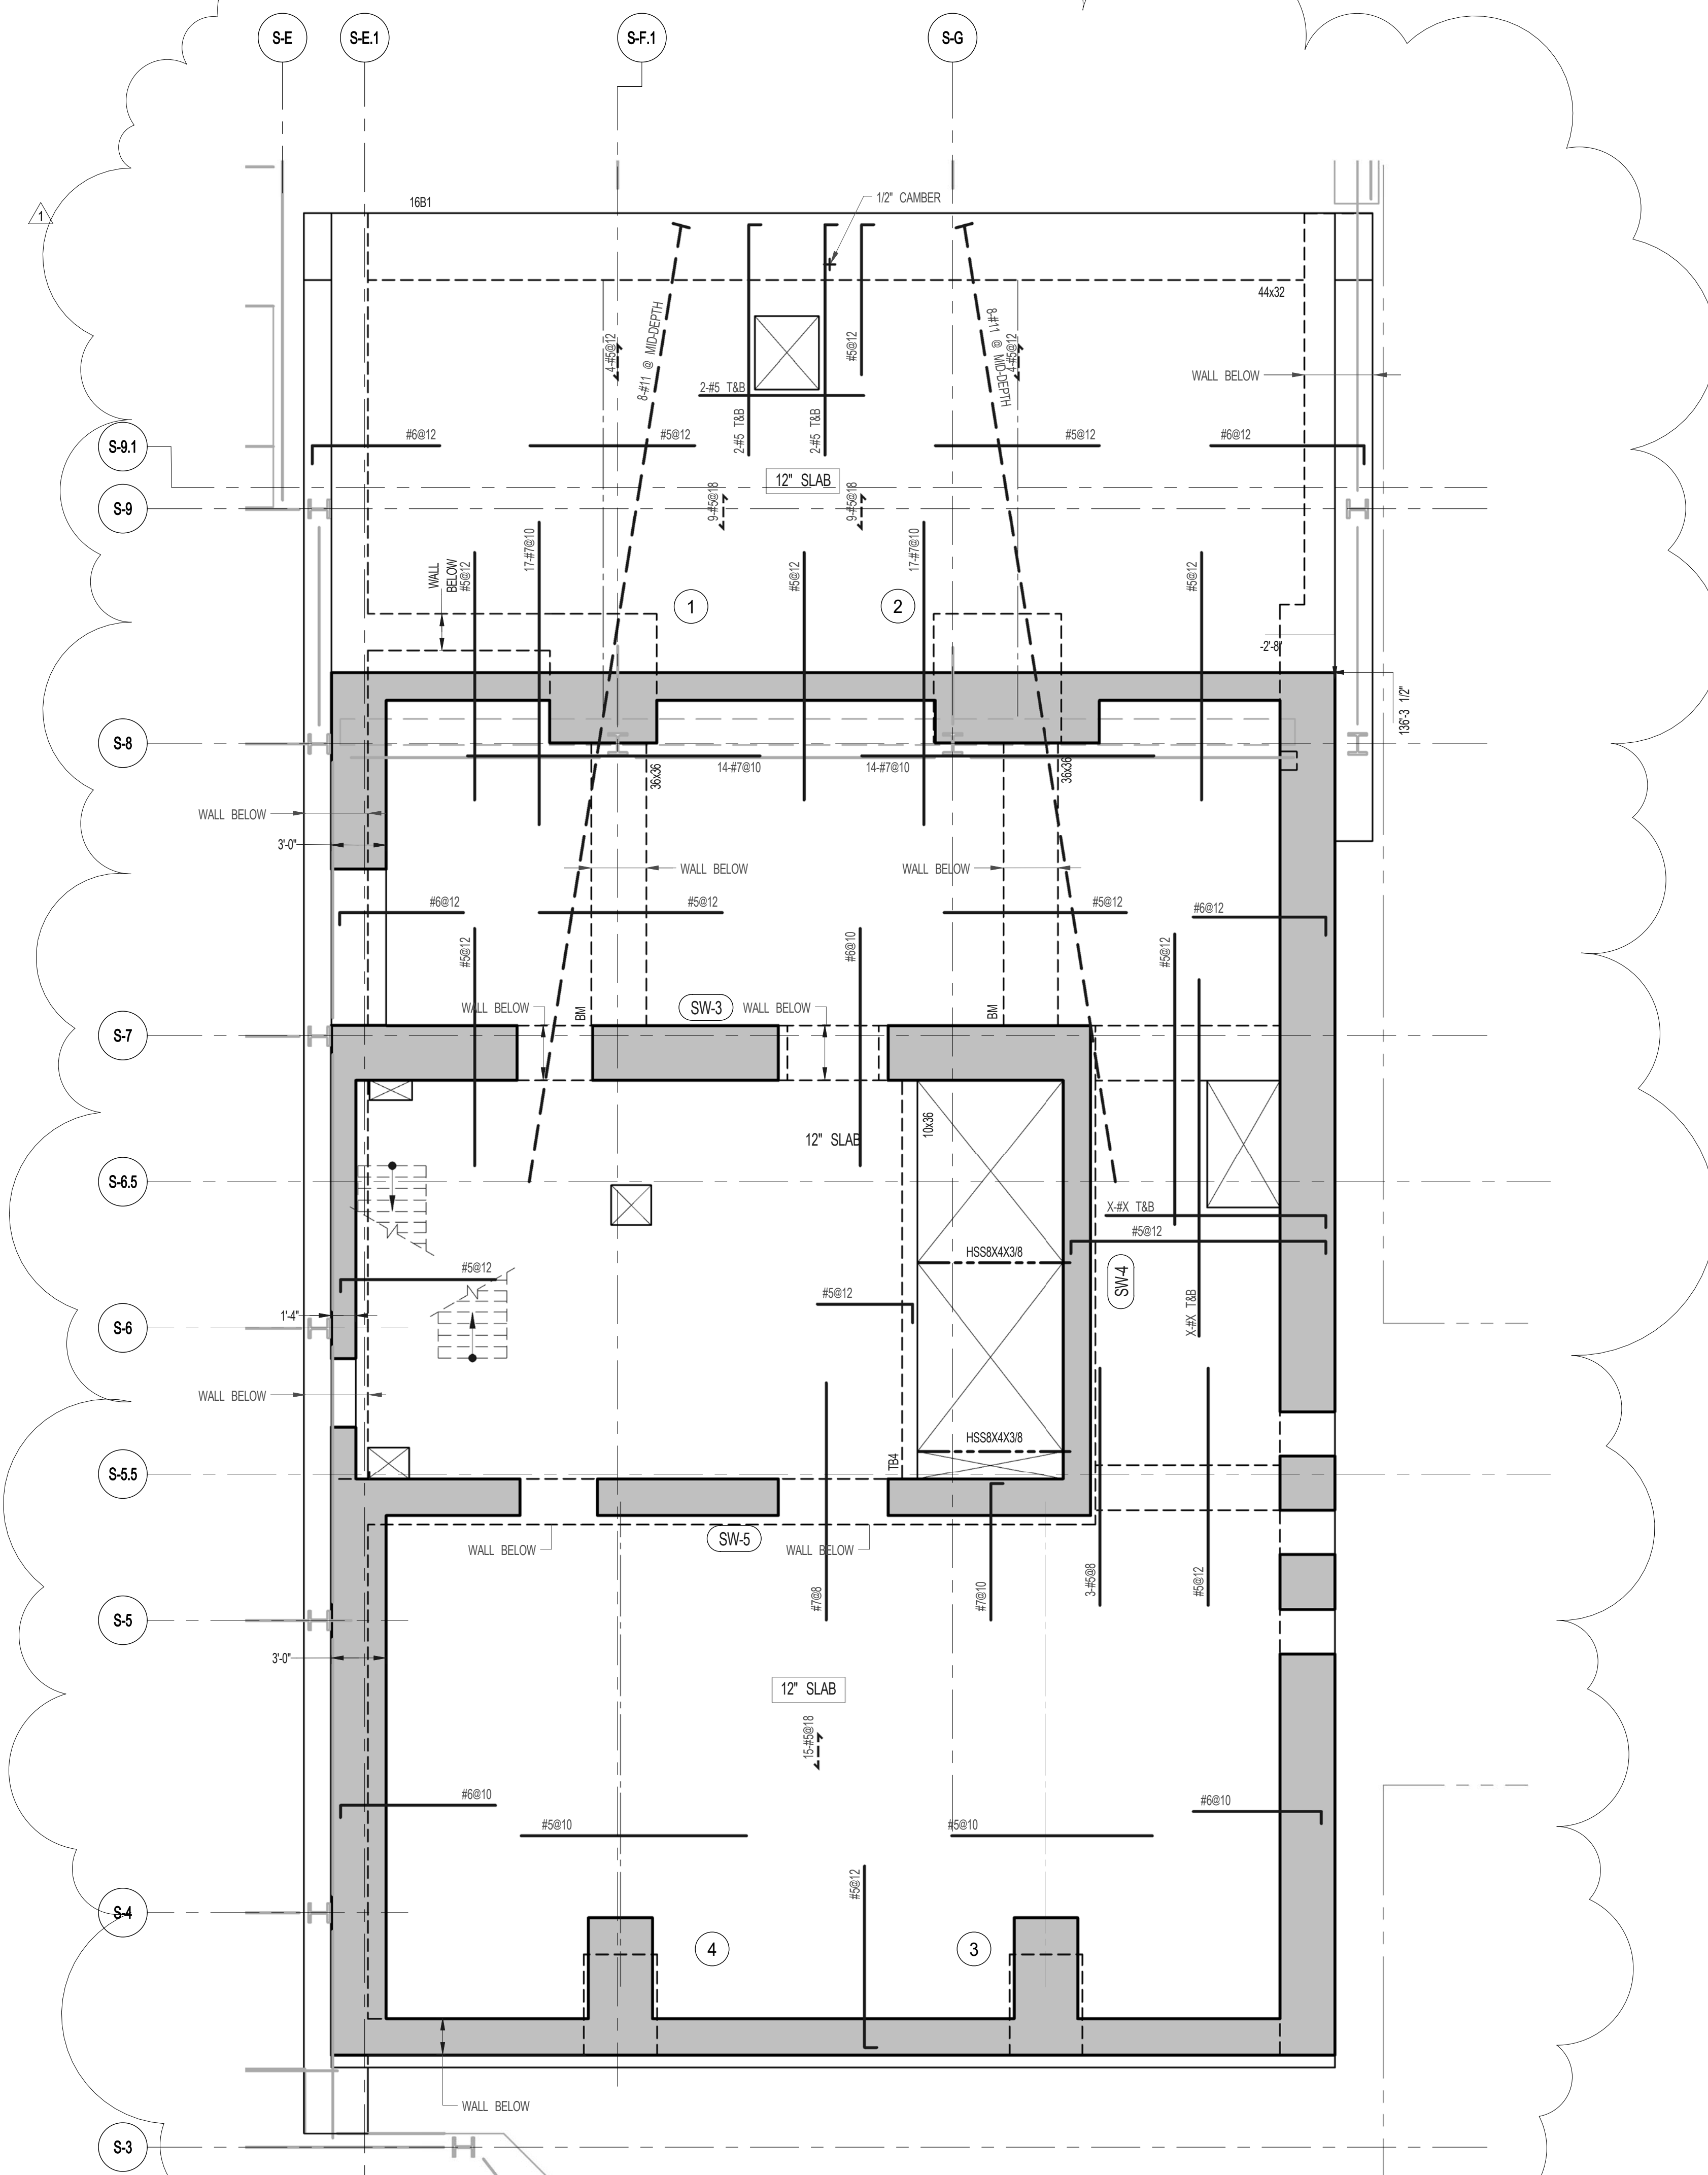 S-E
S-E.1
S-F.1
S-G
1
16B1
1/2" CAMBER
44x32
4-#5@12
8-#11 @ MID-DEPTH
#5@12
8-#11 @ MID-DEPTH
4-#5@12
WALL BELOW
2-#5 T&B
2-#5 T&B
2-#5 T&B
S-9.1
#6@12
#5@12
#5@12
#6@12
12" SLAB
S-9
9-#5@18
9-#5@18
WALL
BELOW
#5@12
17-#7@10
#5@12
17-#7@10
#5@12
1
2
-2'-8"
136'-3 1/2"
S-8
14-#7@10
14-#7@10
36x36
36x36
WALL BELOW
3'-0"
WALL BELOW
WALL BELOW
#6@12
#5@12
#5@12
#6@12
#5@12
#6@10
#5@12
WALL BELOW
BM
SW-3
WALL BELOW
BM
S-7
12" SLAB
10x36
S-6.5
X-#X T&B
#5@12
#5@12
HSS8X4X3/8
SW-4
#5@12
1'-4"
X-#X T&B
S-6
WALL BELOW
HSS8X4X3/8
TB4
S-5.5
SW-5
WALL BELOW
WALL BELOW
#7@8
#7@10
3-#5@8
#5@12
S-5
3'-0"
12" SLAB
15-#5@18
#6@10
#6@10
#5@10
#5@10
#5@12
S-4
4
3
WALL BELOW
S-3